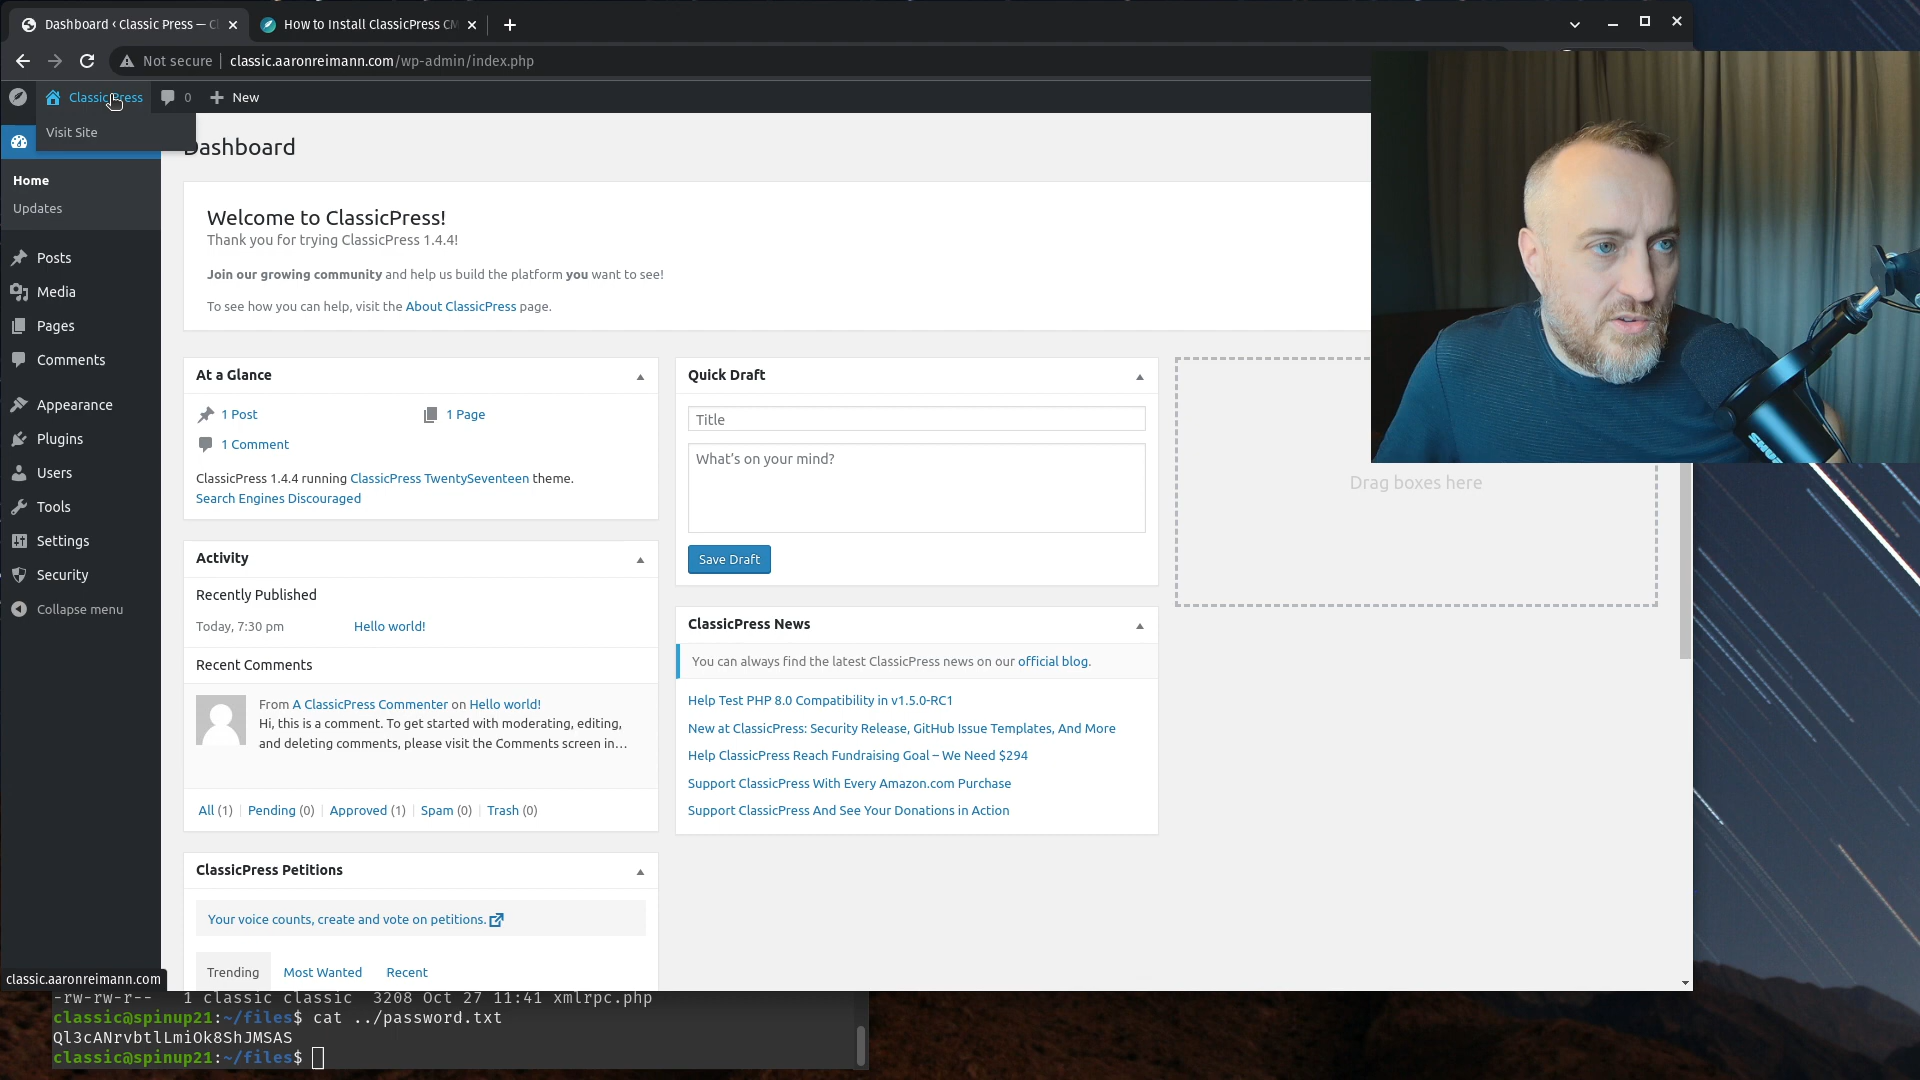 Dashboard ‹ Classic Press — Cl
How to Install ClassicPress CM
Not secure
classic.aaronreimann.com/wp-admin/index.php
ClassicPress
0
New
Visit Site
Dashboard
Home
Updates
Posts
Media
Pages
Comments
Appearance
Plugins
Users
Tools
Settings
Security
Collapse menu
Welcome to ClassicPress!
Thank you for trying ClassicPress 1.4.4!
Join our growing community and help us build the platform you want to see!
To see how you can help, visit the About ClassicPress page.
At a Glance
1 Post
1 Page
1 Comment
ClassicPress 1.4.4 running ClassicPress TwentySeventeen theme.
Search Engines Discouraged
Activity
Recently Published
Today, 7:30 pm
Hello world!
Recent Comments
From A ClassicPress Commenter on Hello world!
Hi, this is a comment. To get started with moderating, editing,
and deleting comments, please visit the Comments screen in…
All (1) | Pending (0) | Approved (1) | Spam (0) | Trash (0)
ClassicPress Petitions
Your voice counts, create and vote on petitions.
Trending
Most Wanted
Recent
Quick Draft
Title
What's on your mind?
Save Draft
ClassicPress News
You can always find the latest ClassicPress news on our official blog.
Help Test PHP 8.0 Compatibility in v1.5.0-RC1
New at ClassicPress: Security Release, GitHub Issue Templates, And More
Help ClassicPress Reach Fundraising Goal – We Need $294
Support ClassicPress With Every Amazon.com Purchase
Support ClassicPress And See Your Donations in Action
Drag boxes here
SHURE
classic.aaronreimann.com
-rw-rw-r-- 1 classic classic 3208 Oct 27 11:41 xmlrpc.php
classic@spinup21:~/files$ cat ../password.txt
Ql3cANrvbtlLmiOk8ShJMSAS
classic@spinup21:~/files$